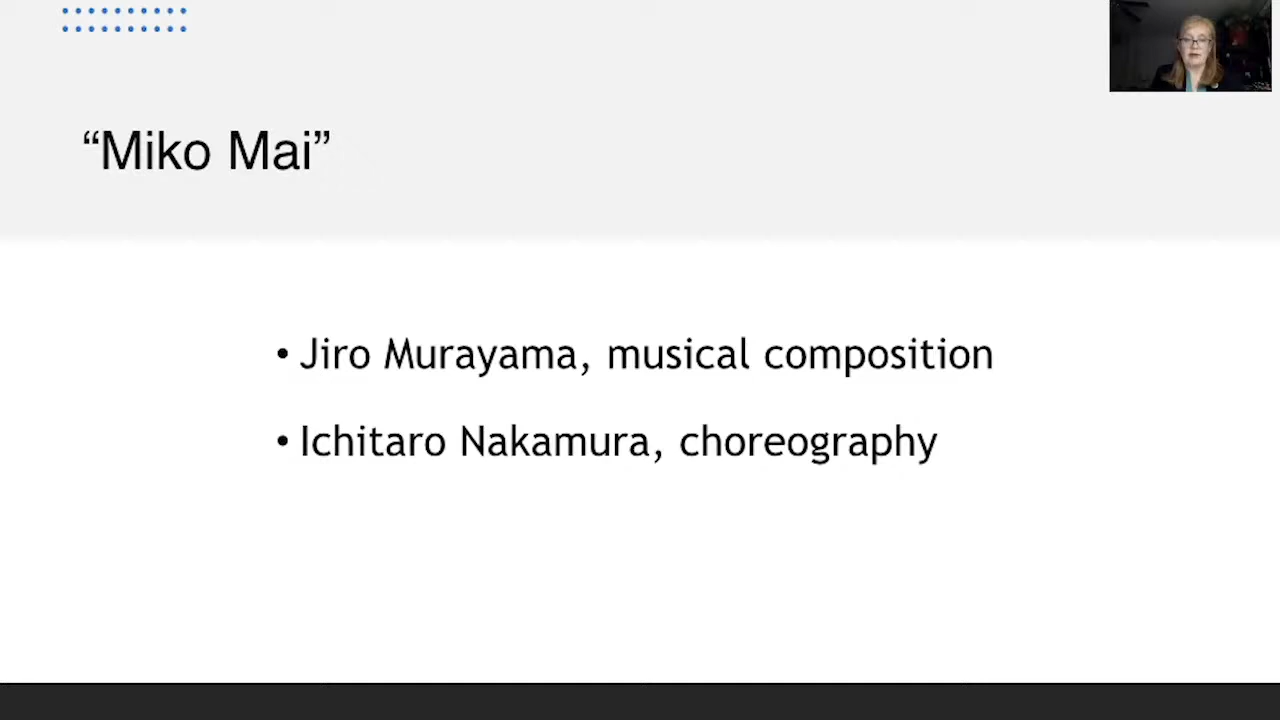 “Miko Mai”
• Jiro Murayama, musical composition
• Ichitaro Nakamura, choreography